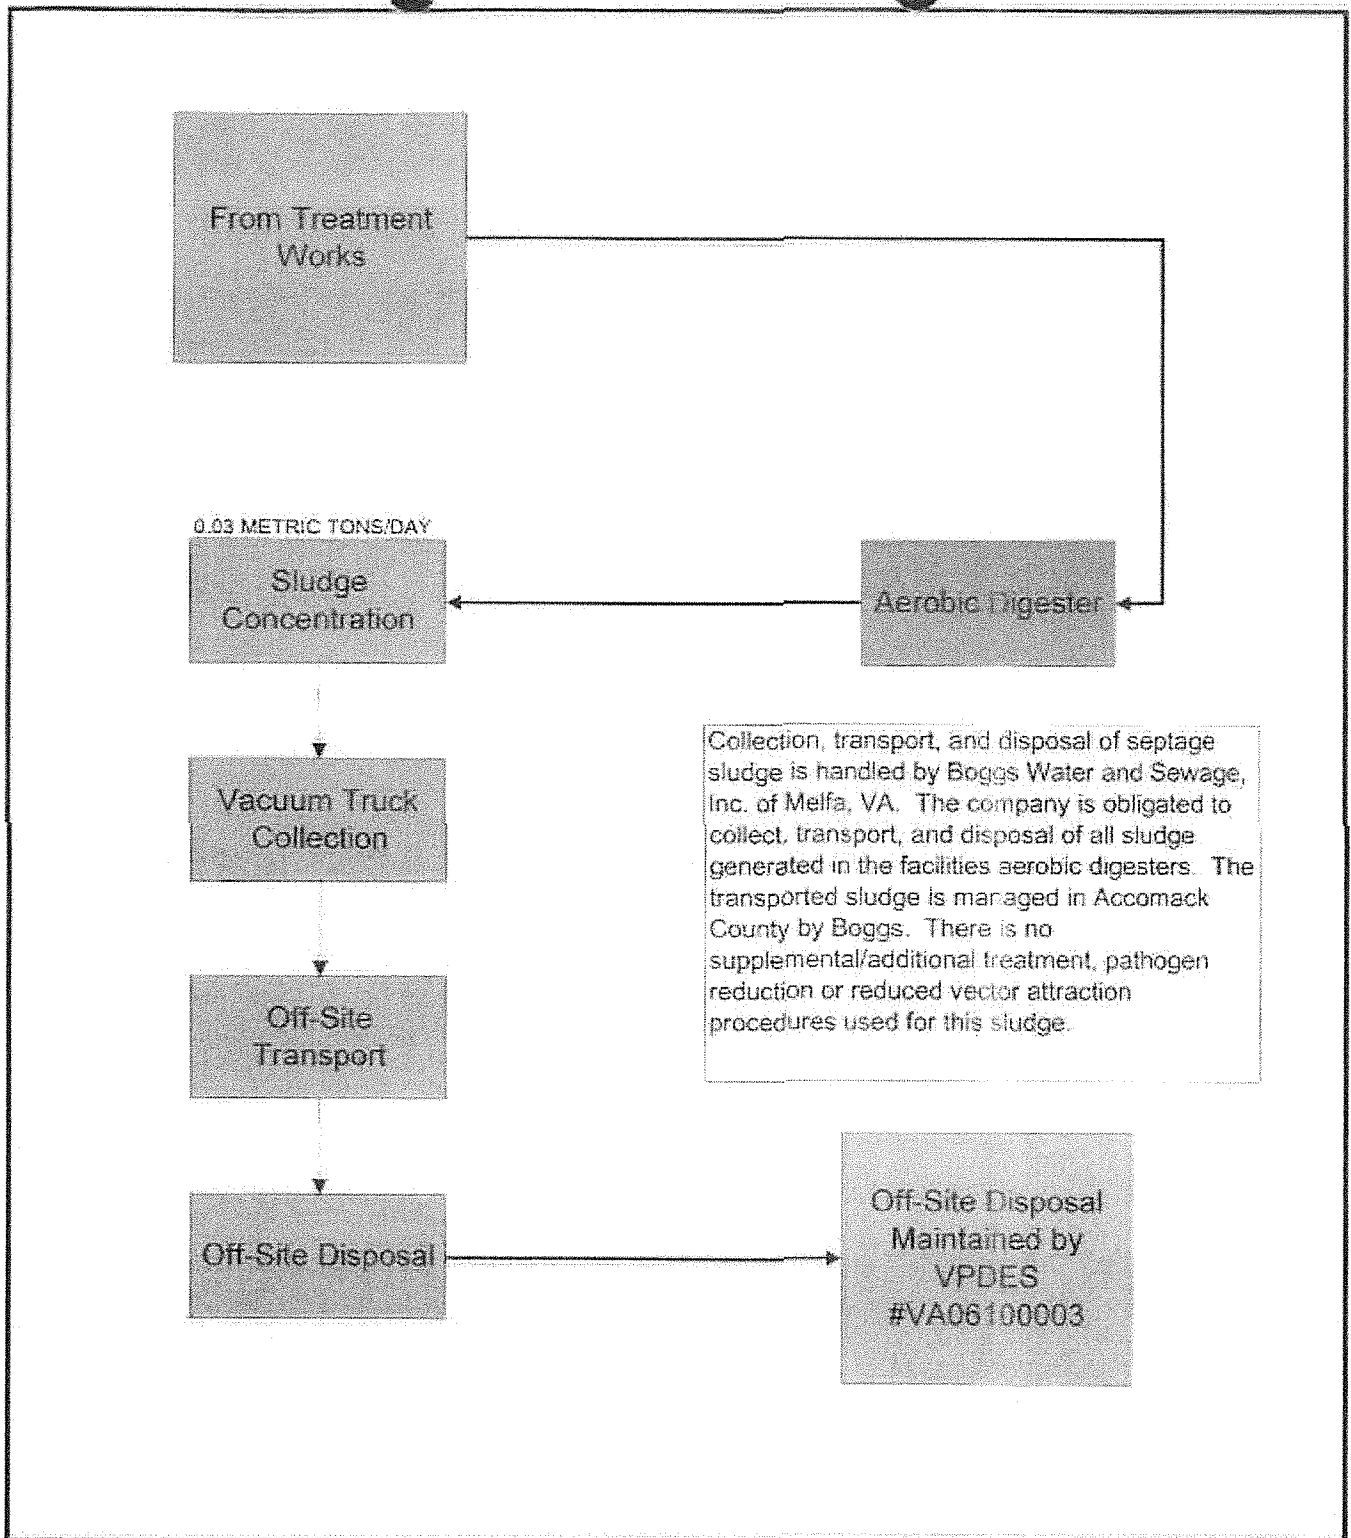 From Treatment
Works
0.03 METRIC TONS/DAY
Sludge
Concentration
Aerobic Digester
Vacuum Truck
Collection
Collection, transport, and disposal of septage
sludge is handled by Boggs Water and Sewage,
Inc. of Melfa, VA.  The company is obligated to
collect, transport, and disposal of all sludge
generated in the facilities aerobic digesters.  The
transported sludge is managed in Accomack
County by Boggs.  There is no
supplemental/additional treatment, pathogen
reduction or reduced vector attraction
procedures used for this sludge.
Off-Site
Transport
Off-Site Disposal
Off-Site Disposal
Maintained by
VPDES
#VA06100003